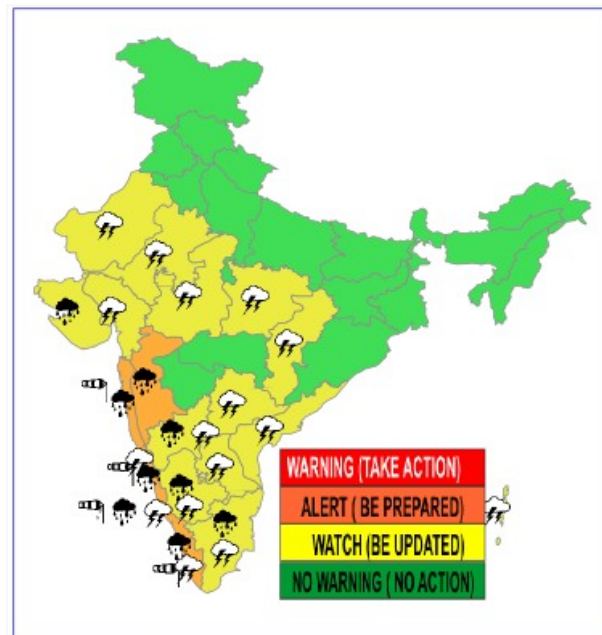 WARNING (TAKE ACTION)
ALERT ( BE PREPARED)
WATCH (BE UPDATED)
NO WARNING ( NO ACTION)